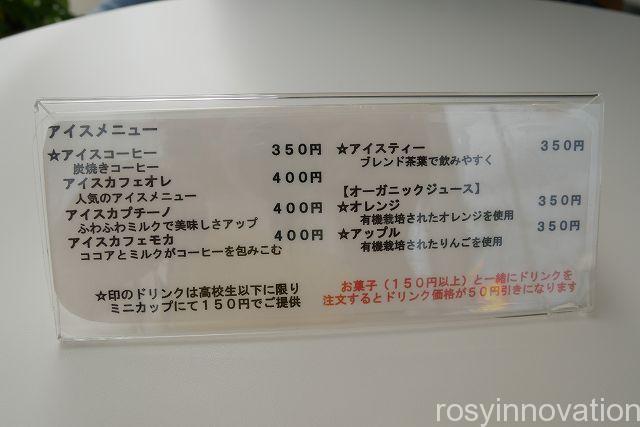 アイスメニュー
☆アイスコーヒー 350円
炭焼きコーヒー
アイスカフェオレ 400円
人気のアイスメニュー
アイスカプチーノ 400円
ふわふわミルクで美味しさアップ
アイスカフェモカ 400円
ココアとミルクがコーヒーを包みこむ
☆印のドリンクは高校生以下に限り
ミニカップにて150円でご提供
☆アイスティー 350円
ブレンド茶葉で飲みやすく
【オーガニックジュース】
☆オレンジ 350円
有機栽培されたオレンジを使用
☆アップル 350円
有機栽培されたりんごを使用
お菓子（150円以上）と一緒にドリンクを
注文するとドリンク価格が50円引きになります
rosyinnovation